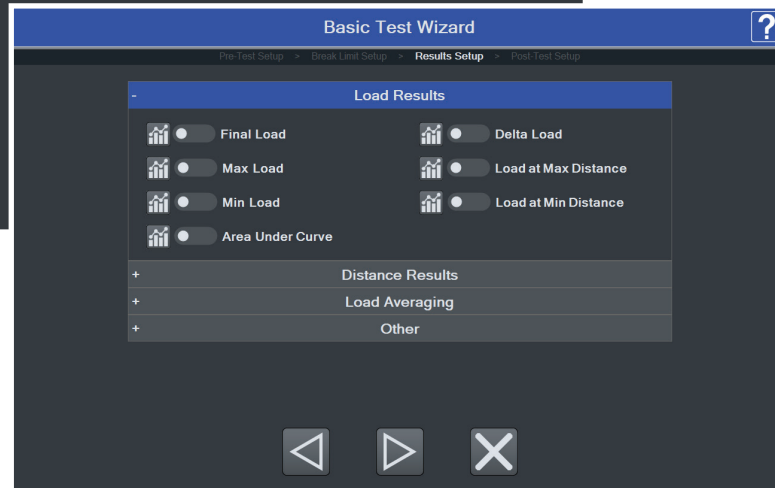 Basic Test Wizard
?
Pre-Test Setup > Break Limit Setup > Results Setup > Post-Test Setup
- Load Results
Final Load Delta Load
Max Load Load at Max Distance
Min Load Load at Min Distance
Area Under Curve
+ Distance Results
+ Load Averaging
+ Other